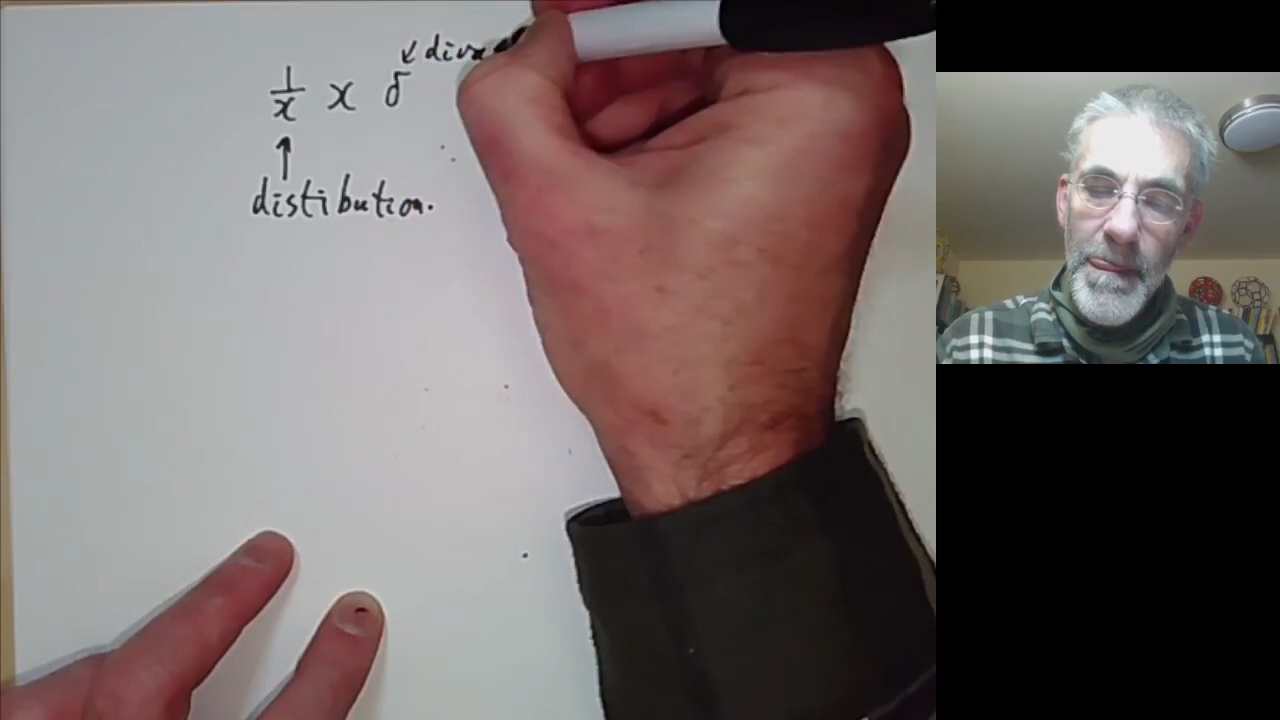 1/x x δ
distibution.